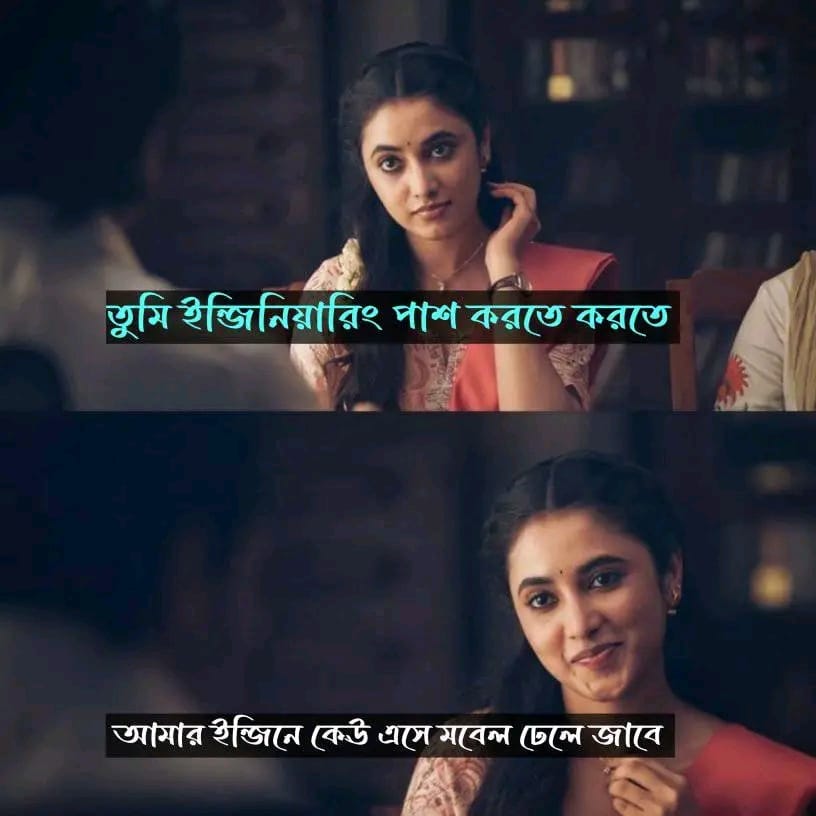 তুমি ইন্জিনিয়ারিং পাশ করতে করতে
আমার ইন্জিনে কেউ এসে মবেল ঢেলে জাবে